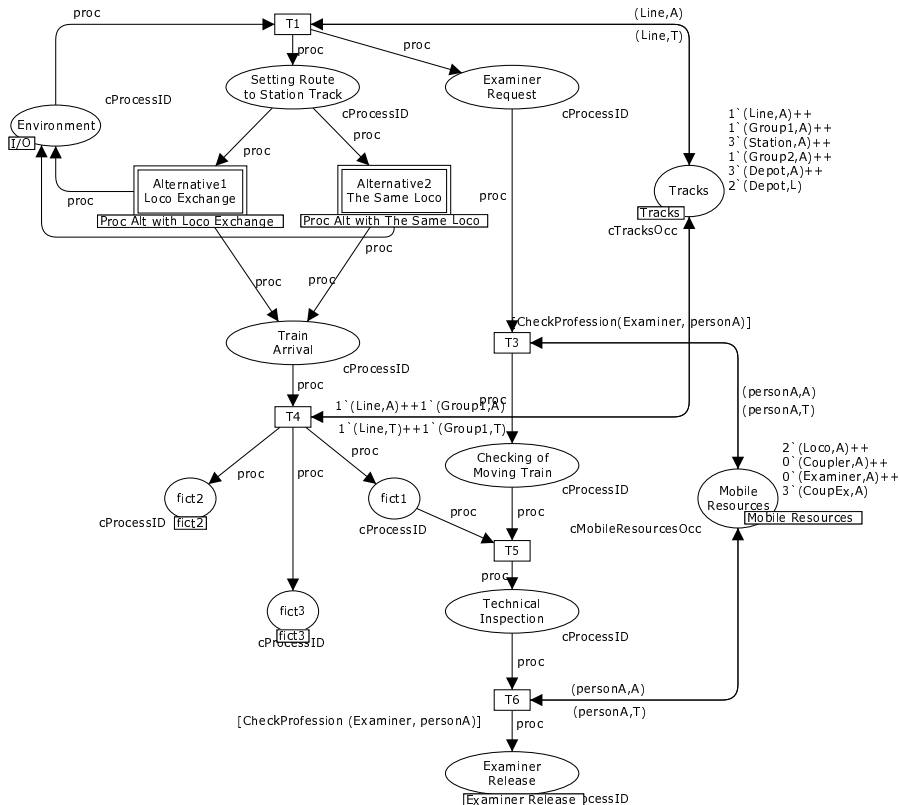 proc
T1
(Line,A)
(Line,T)
proc
proc
Setting Route
to Station Track
Examiner
Request
cProcessID
cProcessID
cProcessID
Environment
I/O
1`(Line,A)++
1`(Group1,A)++
3`(Station,A)++
1`(Group2,A)++
3`(Depot,A)++
2`(Depot,L)
proc
proc
Alternative1
Loco Exchange
Alternative2
The Same Loco
proc
proc
Tracks
Tracks
cTracksOcc
Proc Alt with Loco Exchange
Proc Alt with The Same Loco
proc
proc
proc
[CheckProfession(Examiner, personA)]
Train
Arrival
T3
cProcessID
proc
(personA,A)
(personA,T)
proc
1`(Line,A)++1`(Group1,A)
T4
1`(Line,T)++1`(Group1,T)
proc
proc
proc
Checking of
Moving Train
cProcessID
2`(Loco,A)++
0`(Coupler,A)++
0`(Examiner,A)++
3`(CoupEx,A)
fict2
fict2
cProcessID
fict1
cProcessID
proc
proc
Mobile
Resources
Mobile Resources
cMobileResourcesOcc
T5
proc
fict3
fict3
cProcessID
Technical
Inspection
cProcessID
proc
(personA,A)
T6
(personA,T)
[CheckProfession (Examiner, personA)]
proc
Examiner
Release
Examiner Release